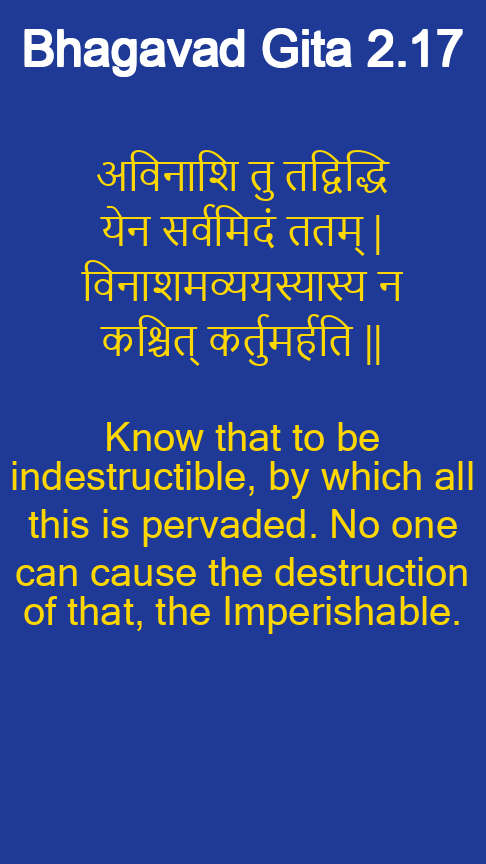 Bhagavad Gita 2.17
अविनाशि तु तद्विद्धि
येन सर्वमिदं ततम् |
विनाशमव्ययस्यास्य न
कश्चित् कर्तुमर्हति ||
Know that to be
indestructible, by which all
this is pervaded. No one
can cause the destruction
of that, the Imperishable.